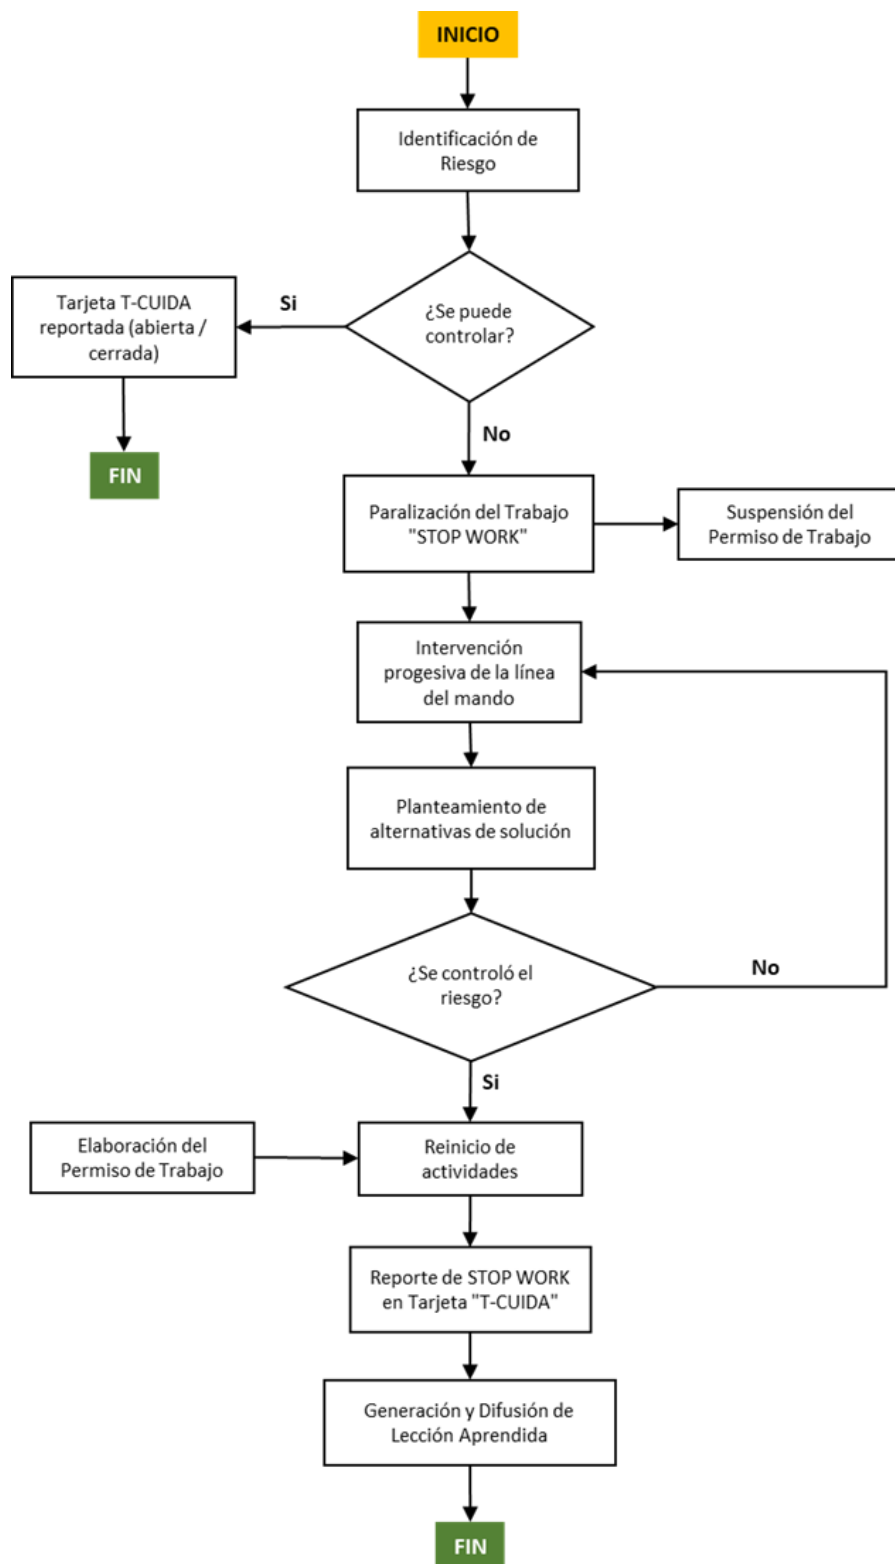 INICIO
Identificación de
Riesgo
¿Se puede
controlar?
Si
Tarjeta T-CUIDA
reportada (abierta /
cerrada)
FIN
No
Paralización del Trabajo
"STOP WORK"
Suspensión del
Permiso de Trabajo
Intervención
progesiva de la línea
del mando
Planteamiento de
alternativas de solución
¿Se controló el
riesgo?
No
Si
Elaboración del
Permiso de Trabajo
Reinicio de
actividades
Reporte de STOP WORK
en Tarjeta "T-CUIDA"
Generación y Difusión de
Lección Aprendida
FIN